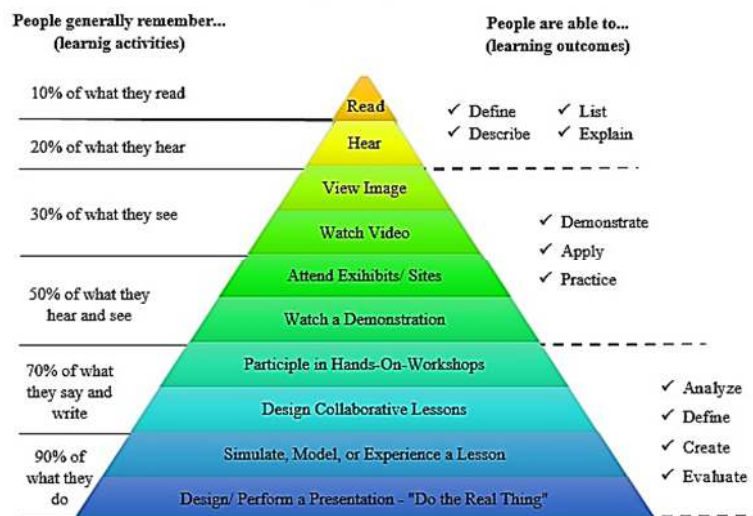 People generally remember...
(learnig activities)
People are able to...
(learning outcomes)
10% of what they read
20% of what they hear
30% of what they see
50% of what they
hear and see
70% of what
they say and
write
90% of
what they
do
Read
Hear
View Image
Watch Video
Attend Exihibits/ Sites
Watch a Demonstration
Participle in Hands-On-Workshops
Design Collaborative Lessons
Simulate, Model, or Experience a Lesson
Design/ Perform a Presentation - "Do the Real Thing"
✓ Define ✓ List
✓ Describe ✓ Explain
✓ Demonstrate
✓ Apply
✓ Practice
✓ Analyze
✓ Define
✓ Create
✓ Evaluate